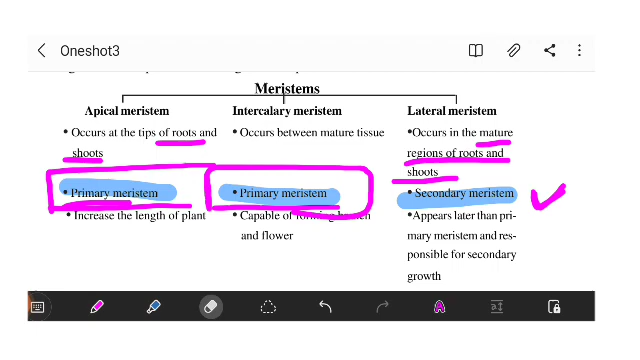 Oneshot3
Meristems
Apical meristem Intercalary meristem Lateral meristem
• Occurs at the tips of roots and • Occurs between mature tissue • Occurs in the mature
shoots regions of roots and
shoots
• Primary meristem • Primary meristem • Secondary meristem
• Increase the length of plant • Capable of forming • Appears later than pri-
and flower mary meristem and res-
ponsible for secondary
growth